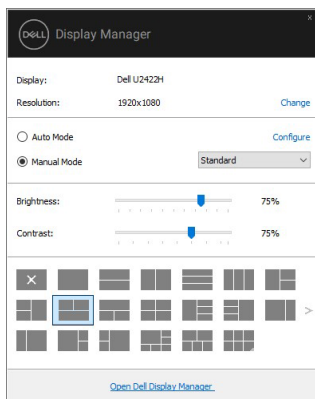 x
DELL Display Manager
Display: Dell U2422H
Resolution: 1920x1080 Change
Auto Mode Configure
Manual Mode Standard
Brightness: 75%
Contrast: 75%
Open Dell Display Manager